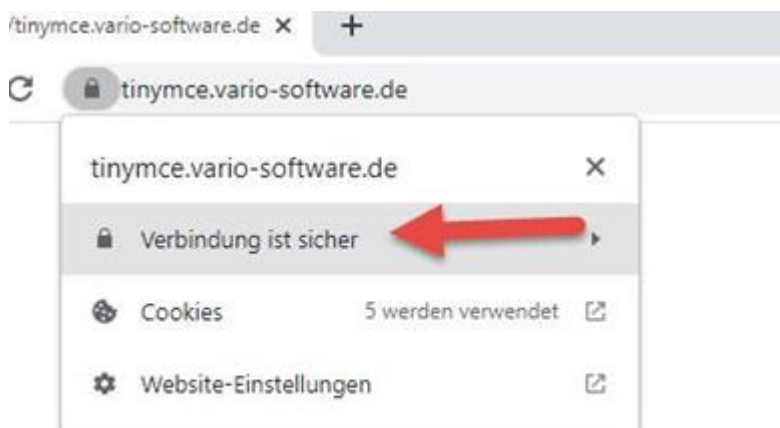 /tinymce.vario-software.de
tinymce.vario-software.de
tinymce.vario-software.de
Verbindung ist sicher
Cookies 5 werden verwendet
Website-Einstellungen